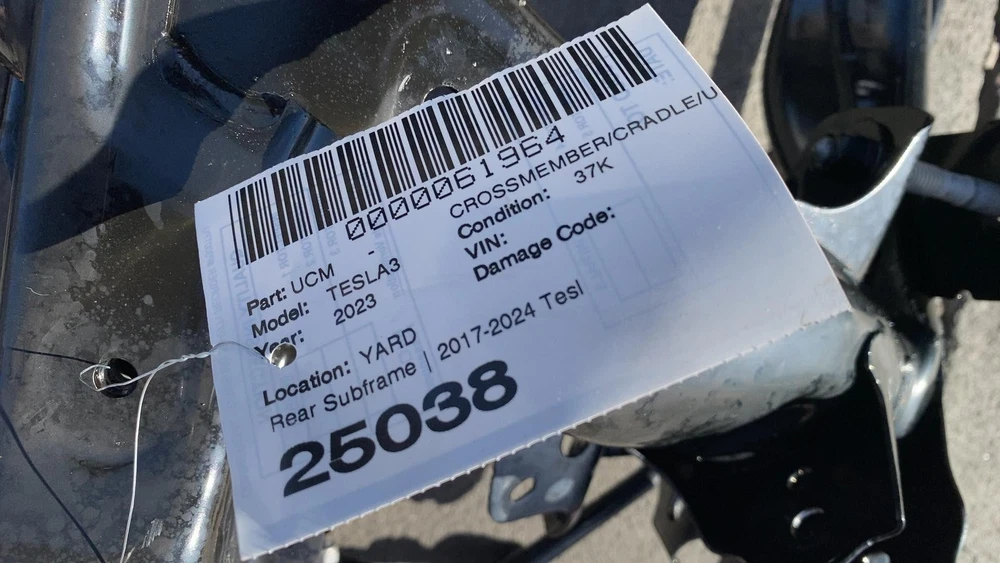 0000061964
Part: UCM - CROSSMEMBER/CRADLE/U
Model: TESLA3 Condition: 37K
Year: 2023 VIN:
Damage Code:
Location: YARD
Rear Subframe | 2017-2024 Tesl
25038